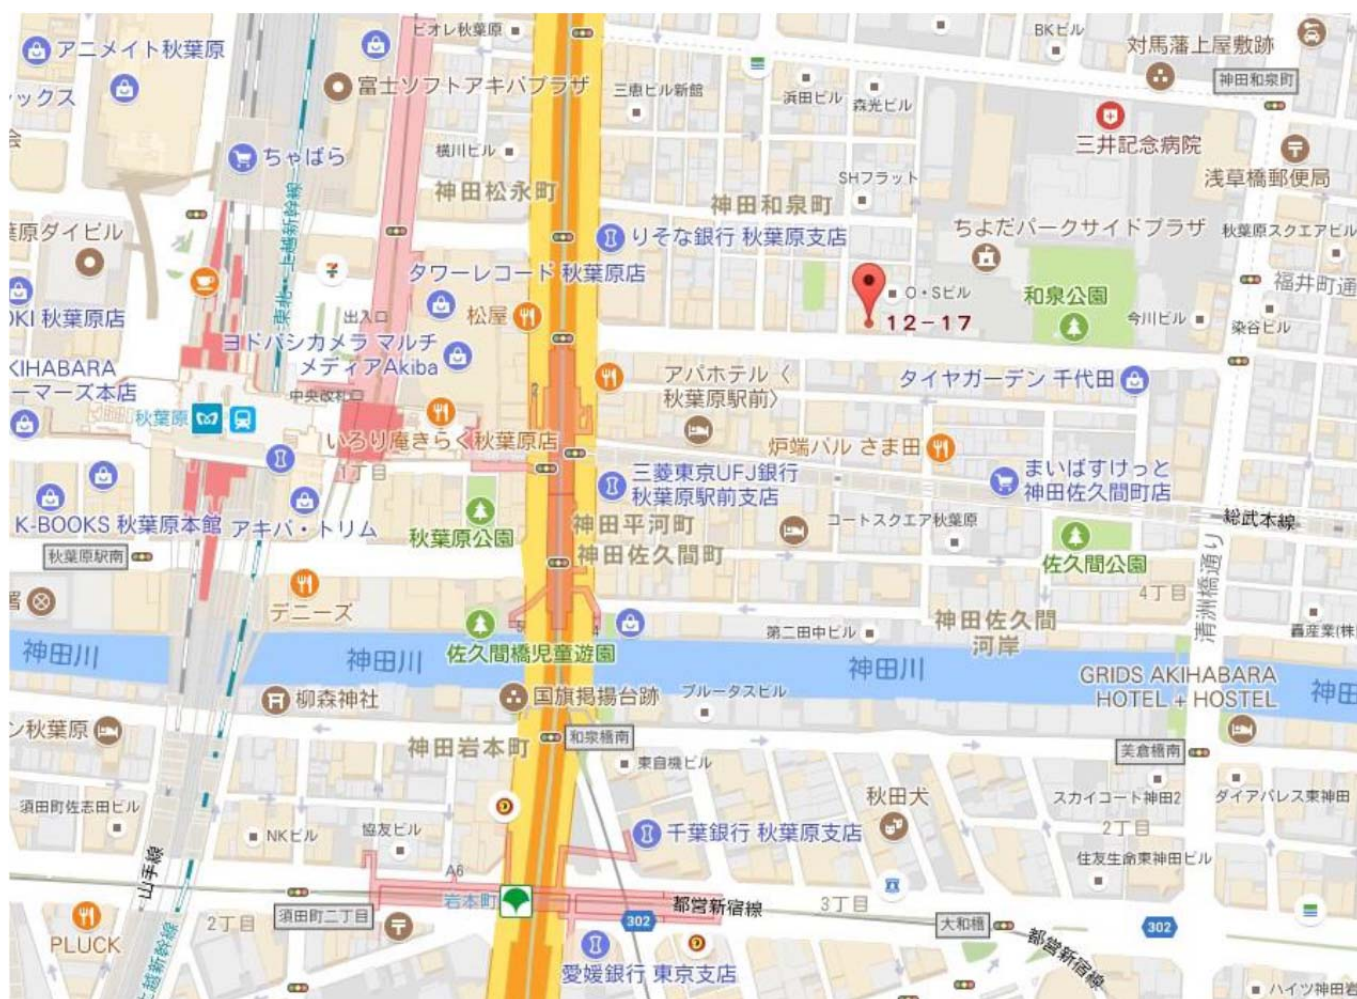 ビオレ秋葉原
BKビル
アニメイト秋葉原
対馬藩上屋敷跡
神田和泉町
富士ソフトアキバプラザ
三恵ビル新館
浜田ビル
森光ビル
ックス
会
三井記念病院
ちゃばら
横川ビル
SHフラット
浅草橋郵便局
神田松永町
神田和泉町
葉原ダイビル
りそな銀行 秋葉原支店
ちよだパークサイドプラザ
秋葉原スクエアビル
タワーレコード 秋葉原店
東北・上越新幹線
O・Sビル
和泉公園
福井町通
OKI 秋葉原店
出入口
松屋
12-17
今川ビル
染谷ビル
ヨドバシカメラ マルチ
メディアAkiba
KIHABARA
ーマーズ本店
アパホテル〈
秋葉原駅前〉
タイヤガーデン 千代田
中央改札口
秋葉原
いろり庵きらく秋葉原店
炉端バル さま田
1丁目
三菱東京UFJ銀行
秋葉原駅前支店
まいばすけっと
神田佐久間町店
K-BOOKS 秋葉原本館
アキバ・トリム
秋葉原公園
神田平河町
コートスクエア秋葉原
総武本線
秋葉原駅南
神田佐久間町
佐久間公園
清洲橋通り
4丁目
署
デニーズ
5
4
第二田中ビル
神田佐久間
河岸
神田川
神田川
佐久間橋児童遊園
神田川
GRIDS AKIHABARA
HOTEL + HOSTEL
神田
柳森神社
国旗掲揚台跡
ブルータスビル
ン秋葉原
神田岩本町
和泉橋南
美倉橋南
東自機ビル
須田町佐志田ビル
秋田犬
スカイコート神田2
ダイアパレス東神田
NKビル
協友ビル
千葉銀行 秋葉原支店
2丁目
住友生命東神田ビル
山手線
A6
岩本町
都営新宿線
3丁目
須田町二丁目
2丁目
302
大和橋
302
PLUCK
都営新宿線
愛媛銀行 東京支店
上越新幹線
ハイツ神田岩